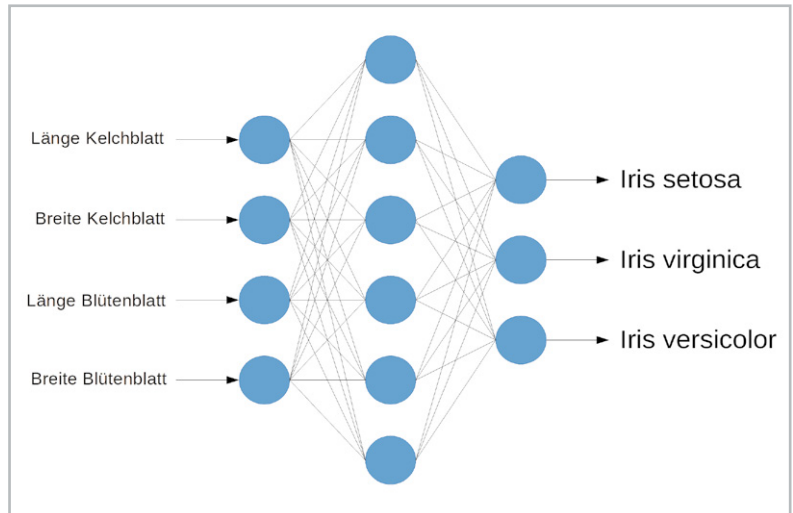 Länge Kelchblatt
Breite Kelchblatt
Länge Blütenblatt
Breite Blütenblatt
Iris setosa
Iris virginica
Iris versicolor